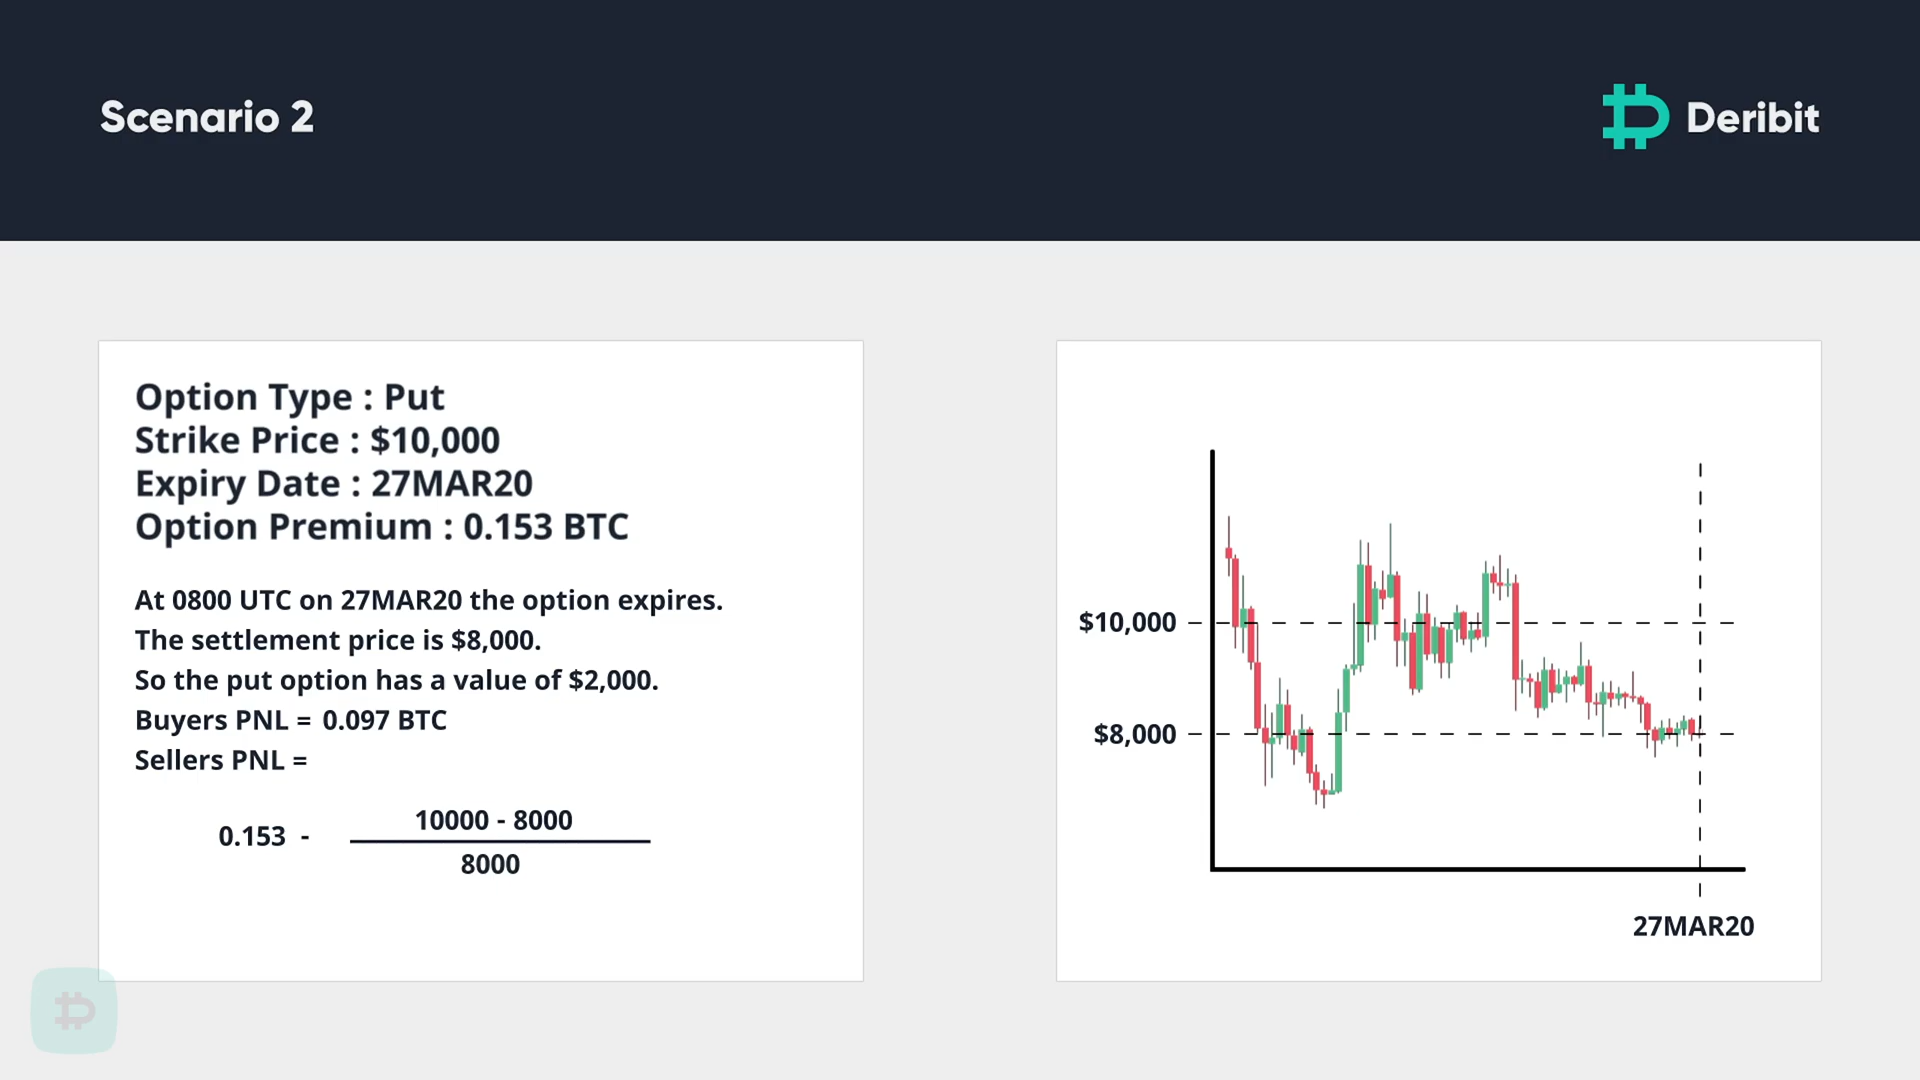 Scenario 2
Deribit
Option Type : Put
Strike Price : $10,000
Expiry Date : 27MAR20
Option Premium : 0.153 BTC
At 0800 UTC on 27MAR20 the option expires.
The settlement price is $8,000.
So the put option has a value of $2,000.
Buyers PNL = 0.097 BTC
Sellers PNL =
10000 - 8000
0.153 -
8000
$10,000
$8,000
27MAR20